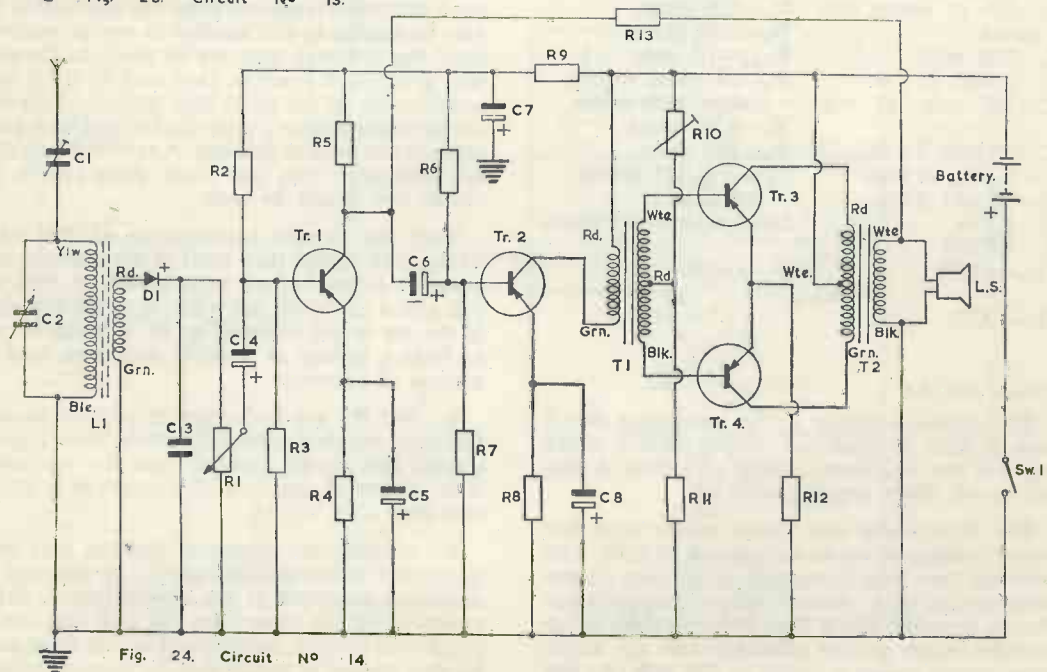 Fig. 23. Circuit Nº 13.
R13
R9
C7
+
R10
C1
R2
R5
R6
Battery.
+
Tr.3
Tr.1
Tr.2
C6
+
Ylw
Rd.
D1
+
C2
C4
+
Grn.
Ble.
L1
C3
R1
R3
R4
C5
+
R7
R8
C8
+
Rd.
Grn.
T1
Wte.
Rd
Blk.
Tr.4.
R11
R12
Rd
Wte.
Grn.
T2
Wte
Blk.
L.S.
Sw.1
Fig. 24. Circuit Nº 14